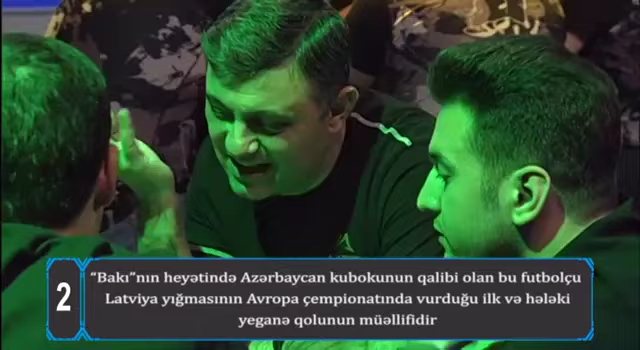 2
“Bakı”nın heyətində Azərbaycan kubokunun qalibi olan bu futbolçu
Latviya yığmasının Avropa çempionatında vurduğu ilk və hələki
yeganə qolunun müəllifidir